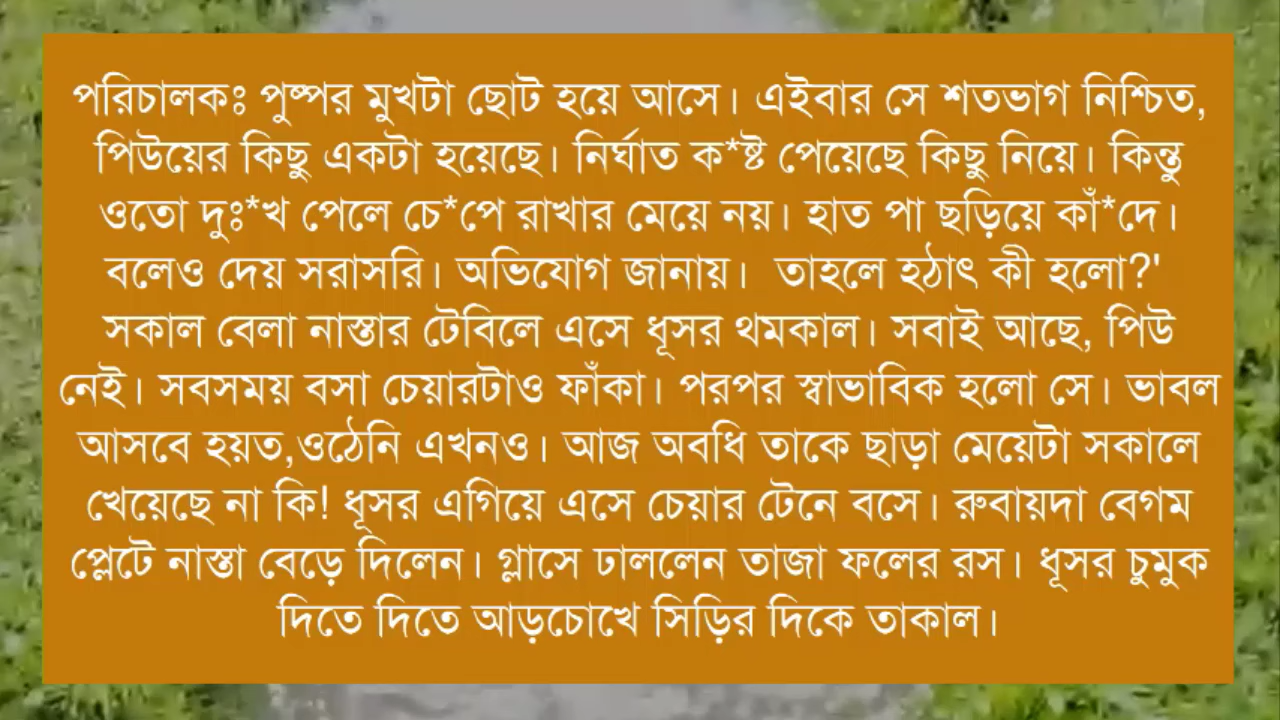 পরিচালকঃ পুষ্পর মুখটা ছোট হয়ে আসে। এইবার সে শতভাগ নিশ্চিত,
পিউয়ের কিছু একটা হয়েছে। নির্ঘাত ক*ষ্ট পেয়েছে কিছু নিয়ে। কিন্তু
ওতো দুঃ*খ পেলে চে*পে রাখার মেয়ে নয়। হাত পা ছড়িয়ে কাঁ*দে।
বলেও দেয় সরাসরি। অভিযোগ জানায়। তাহলে হঠাৎ কী হলো?'
সকাল বেলা নাস্তার টেবিলে এসে ধূসর থমকাল। সবাই আছে, পিউ
নেই। সবসময় বসা চেয়ারটাও ফাঁকা। পরপর স্বাভাবিক হলো সে। ভাবল
আসবে হয়ত,ওঠেনি এখনও। আজ অবধি তাকে ছাড়া মেয়েটা সকালে
খেয়েছে না কি! ধূসর এগিয়ে এসে চেয়ার টেনে বসে। রুবায়দা বেগম
প্লেটে নাস্তা বেড়ে দিলেন। গ্লাসে ঢাললেন তাজা ফলের রস। ধূসর চুমুক
দিতে দিতে আড়চোখে সিড়ির দিকে তাকাল।